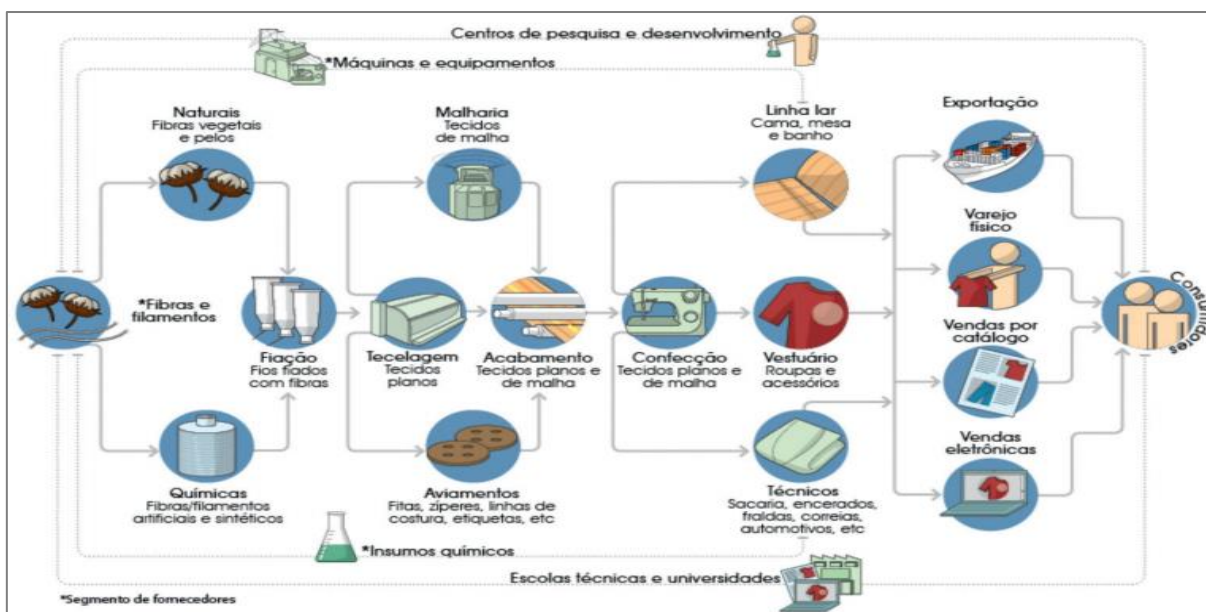 Centros de pesquisa e desenvolvimento
*Máquinas e equipamentos
Naturais
Fibras vegetais
e pelos
Malharia
Tecidos
de malha
Linha lar
Cama, mesa
e banho
Exportação
*Fibras e
filamentos
Fiação
Fios fiados
com fibras
Tecelagem
Tecidos
planos
Acabamento
Tecidos planos e
de malha
Confecção
Tecidos planos e
de malha
Vestuário
Roupas e
acessórios
Varejo
físico
Vendas por
catálogo
Consumidores
Químicas
Fibras/filamentos
artificiais e sintéticos
Aviamentos
Fitas, zíperes, linhas de
costura, etiquetas, etc
Técnicos
Sacaria, encerados,
fraldas, correias,
automotivos, etc
Vendas
eletrônicas
*Insumos químicos
Escolas técnicas e universidades
*Segmento de fornecedores